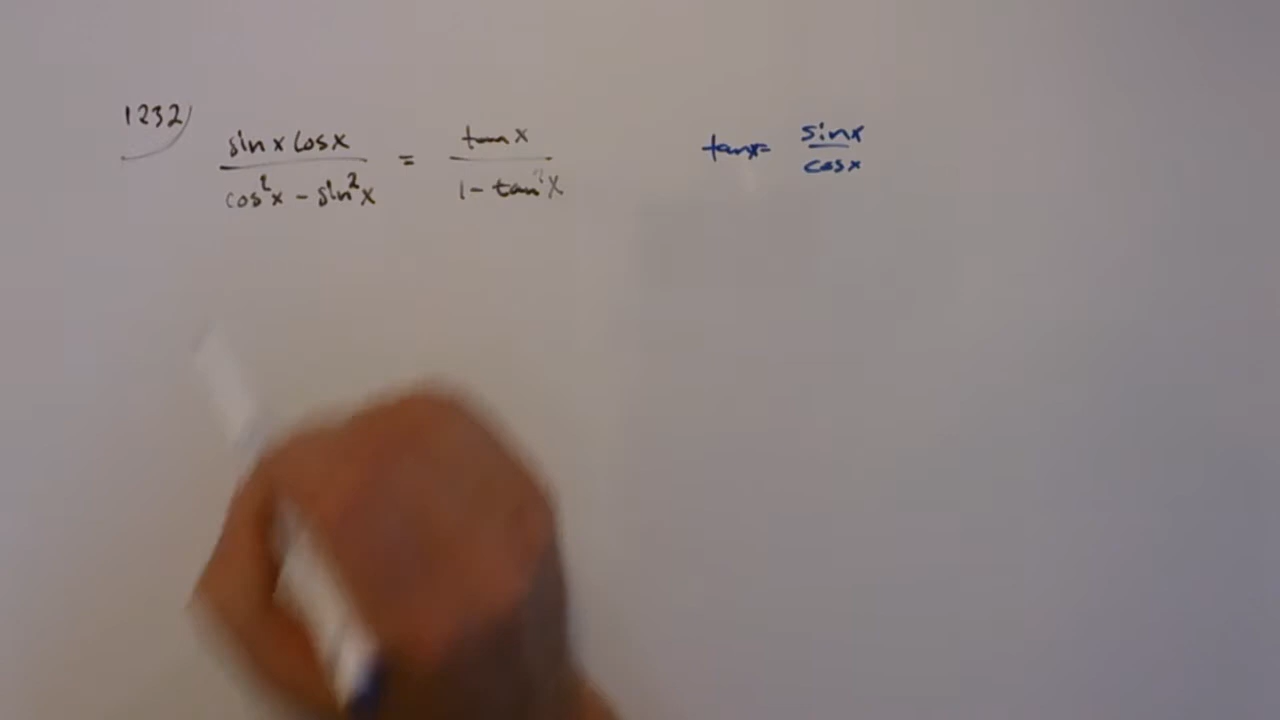 1232)
sin x cos x / cos²x - sin²x = tan x / 1 - tan²x
tan x = sin x / cos x